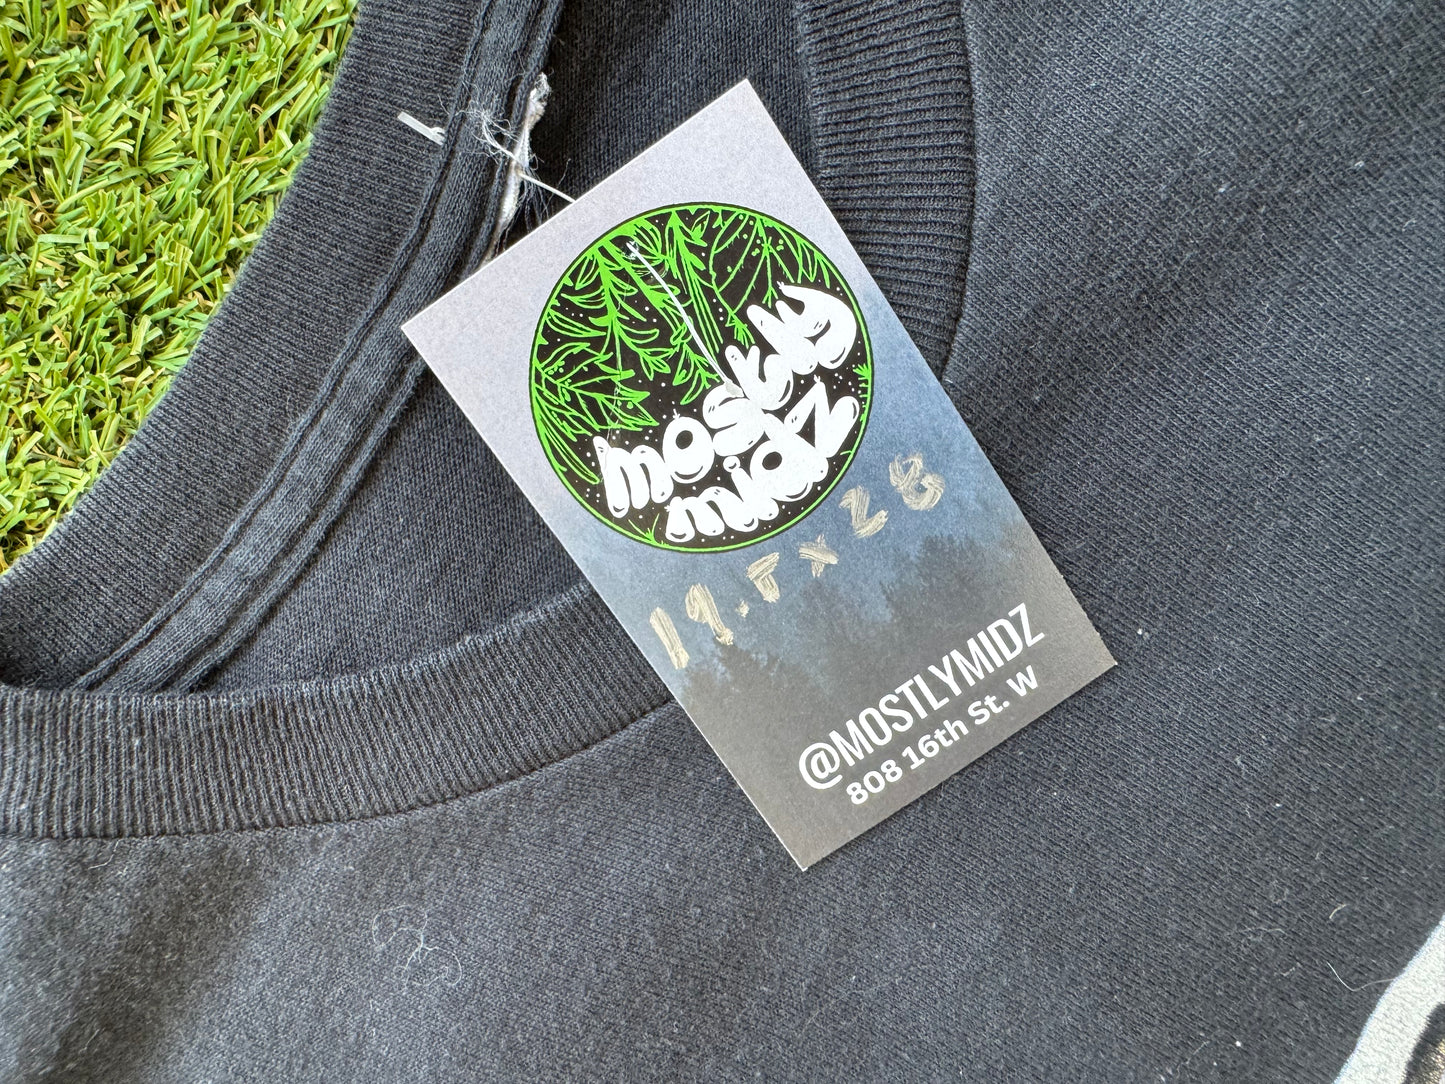 mostly
midz
19.5x28
@MOSTLYMIDZ
808 16th St. W